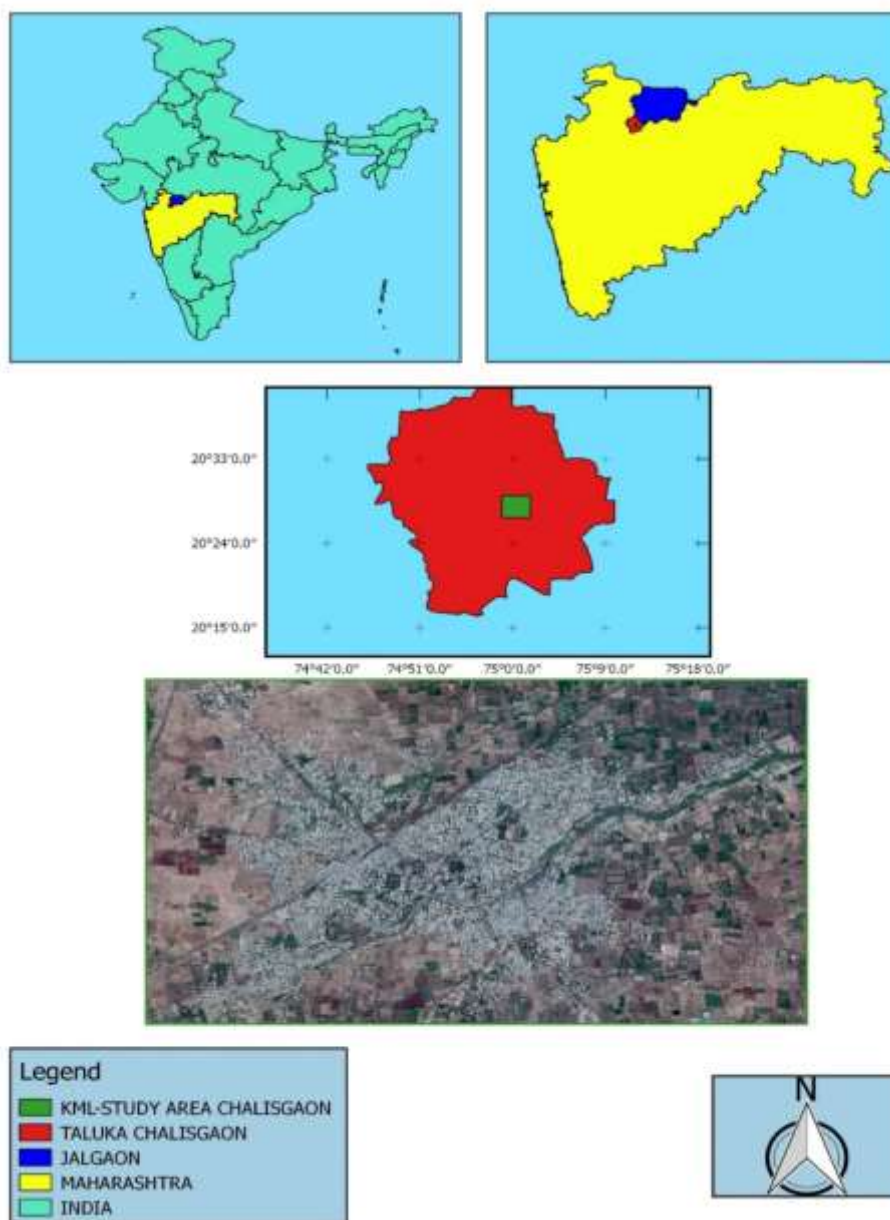 20°33'0.0"
20°24'0.0"
20°15'0.0"
74°42'0.0" 74°51'0.0" 75°0'0.0" 75°9'0.0" 75°18'0.0"
Legend
KML-STUDY AREA CHALISGAON
TALUKA CHALISGAON
JALGAON
MAHARASHTRA
INDIA
N